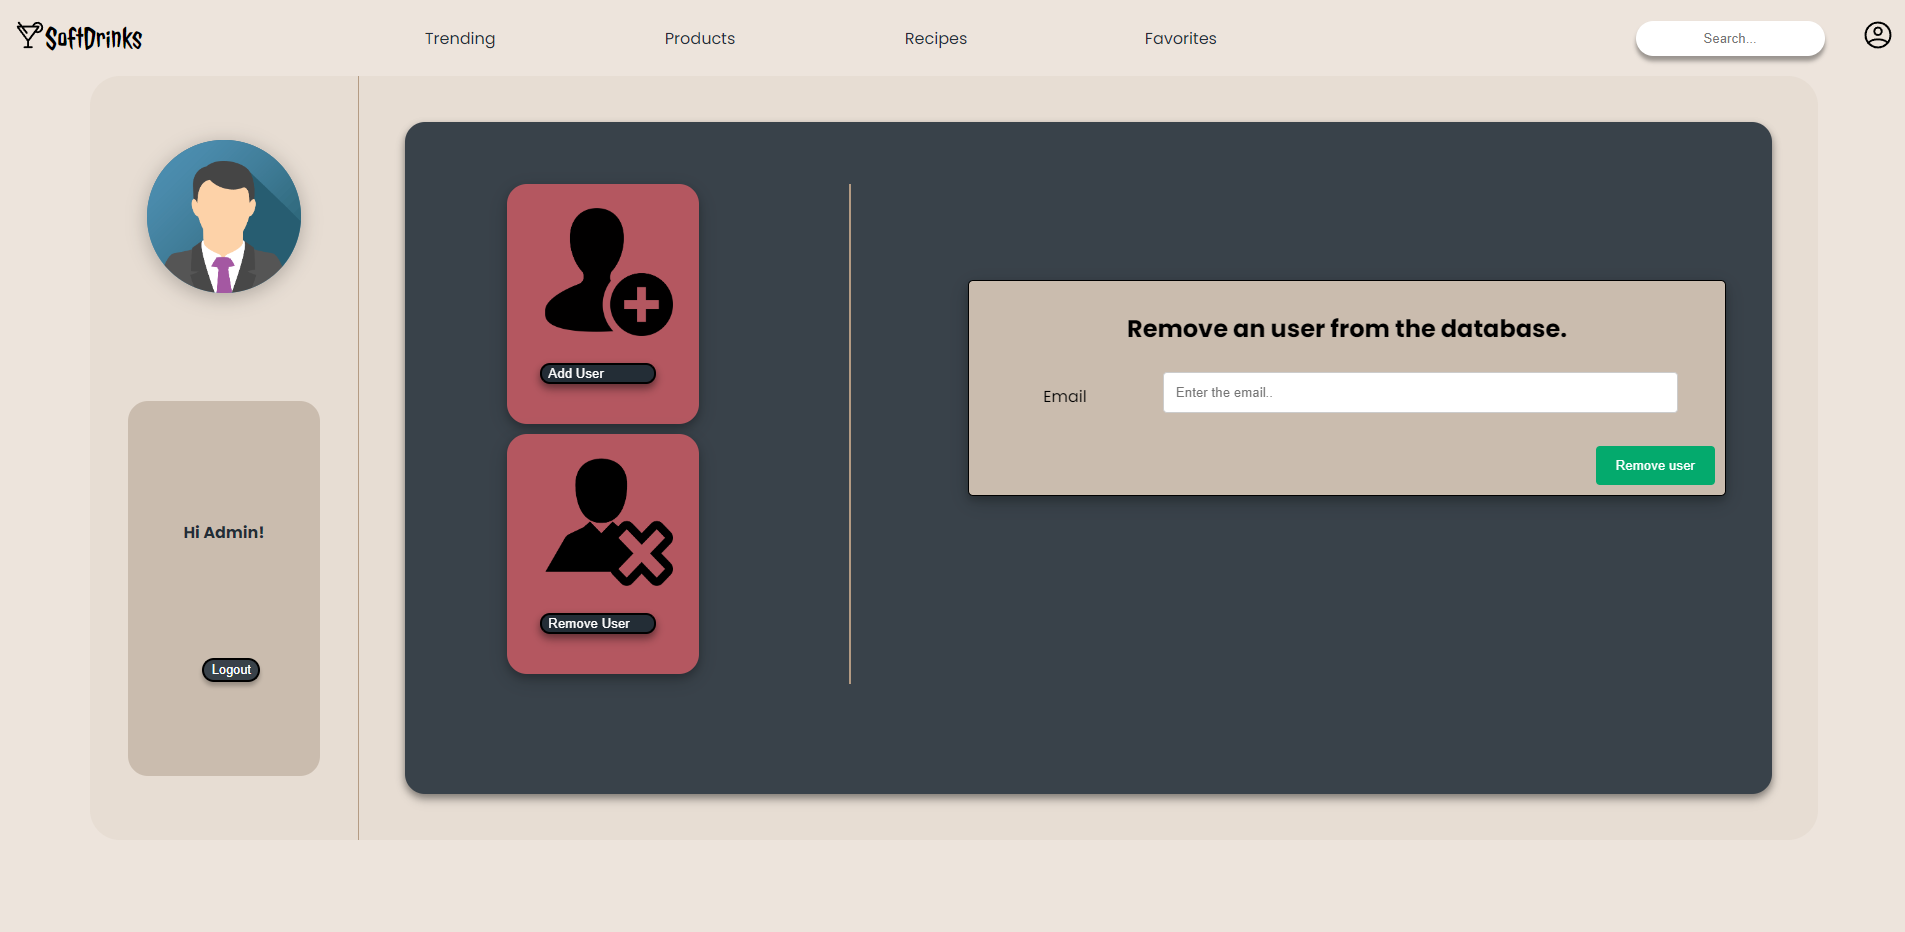 SoftDrinks
Trending
Products
Recipes
Favorites
Search...
Hi Admin!
Logout
Add User
Remove User
Remove an user from the database.
Email
Enter the email..
Remove user